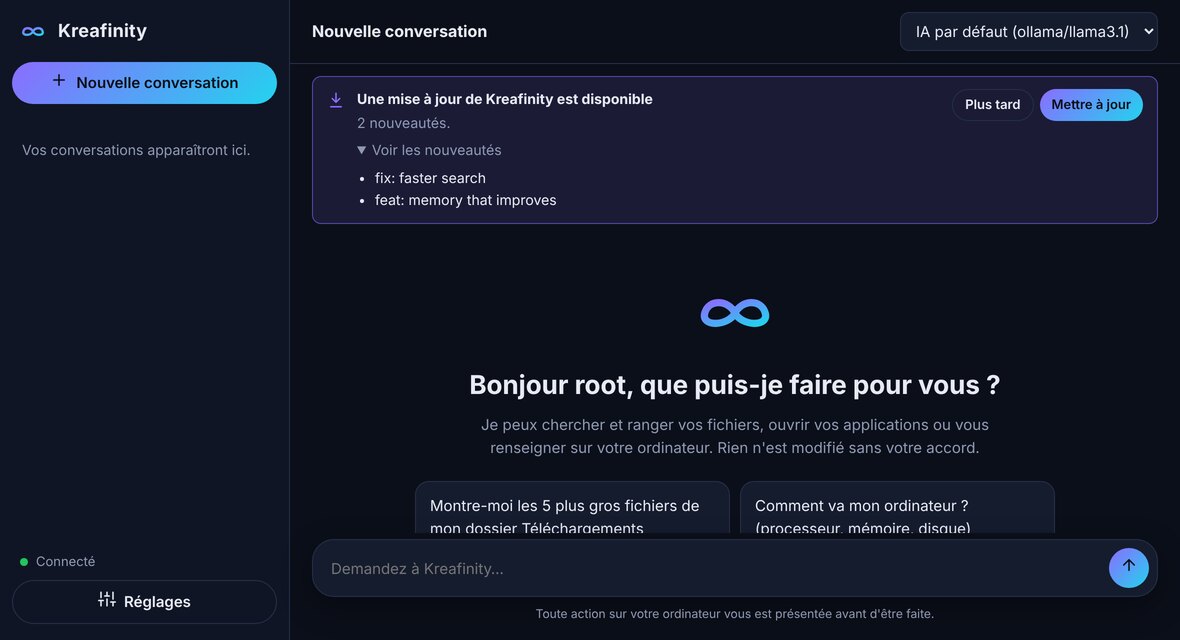 Kreafinity
Nouvelle conversation
Vos conversations apparaîtront ici.
Connecté
Réglages
Nouvelle conversation
IA par défaut (ollama/llama3.1)
Une mise à jour de Kreafinity est disponible
2 nouveautés.
Voir les nouveautés
fix: faster search
feat: memory that improves
Plus tard
Mettre à jour
Bonjour root, que puis-je faire pour vous ?
Je peux chercher et ranger vos fichiers, ouvrir vos applications ou vous
renseigner sur votre ordinateur. Rien n'est modifié sans votre accord.
Montre-moi les 5 plus gros fichiers de
mon dossier Téléchargements
Comment va mon ordinateur ?
(processeur, mémoire, disque)
Demandez à Kreafinity...
Toute action sur votre ordinateur vous est présentée avant d'être faite.